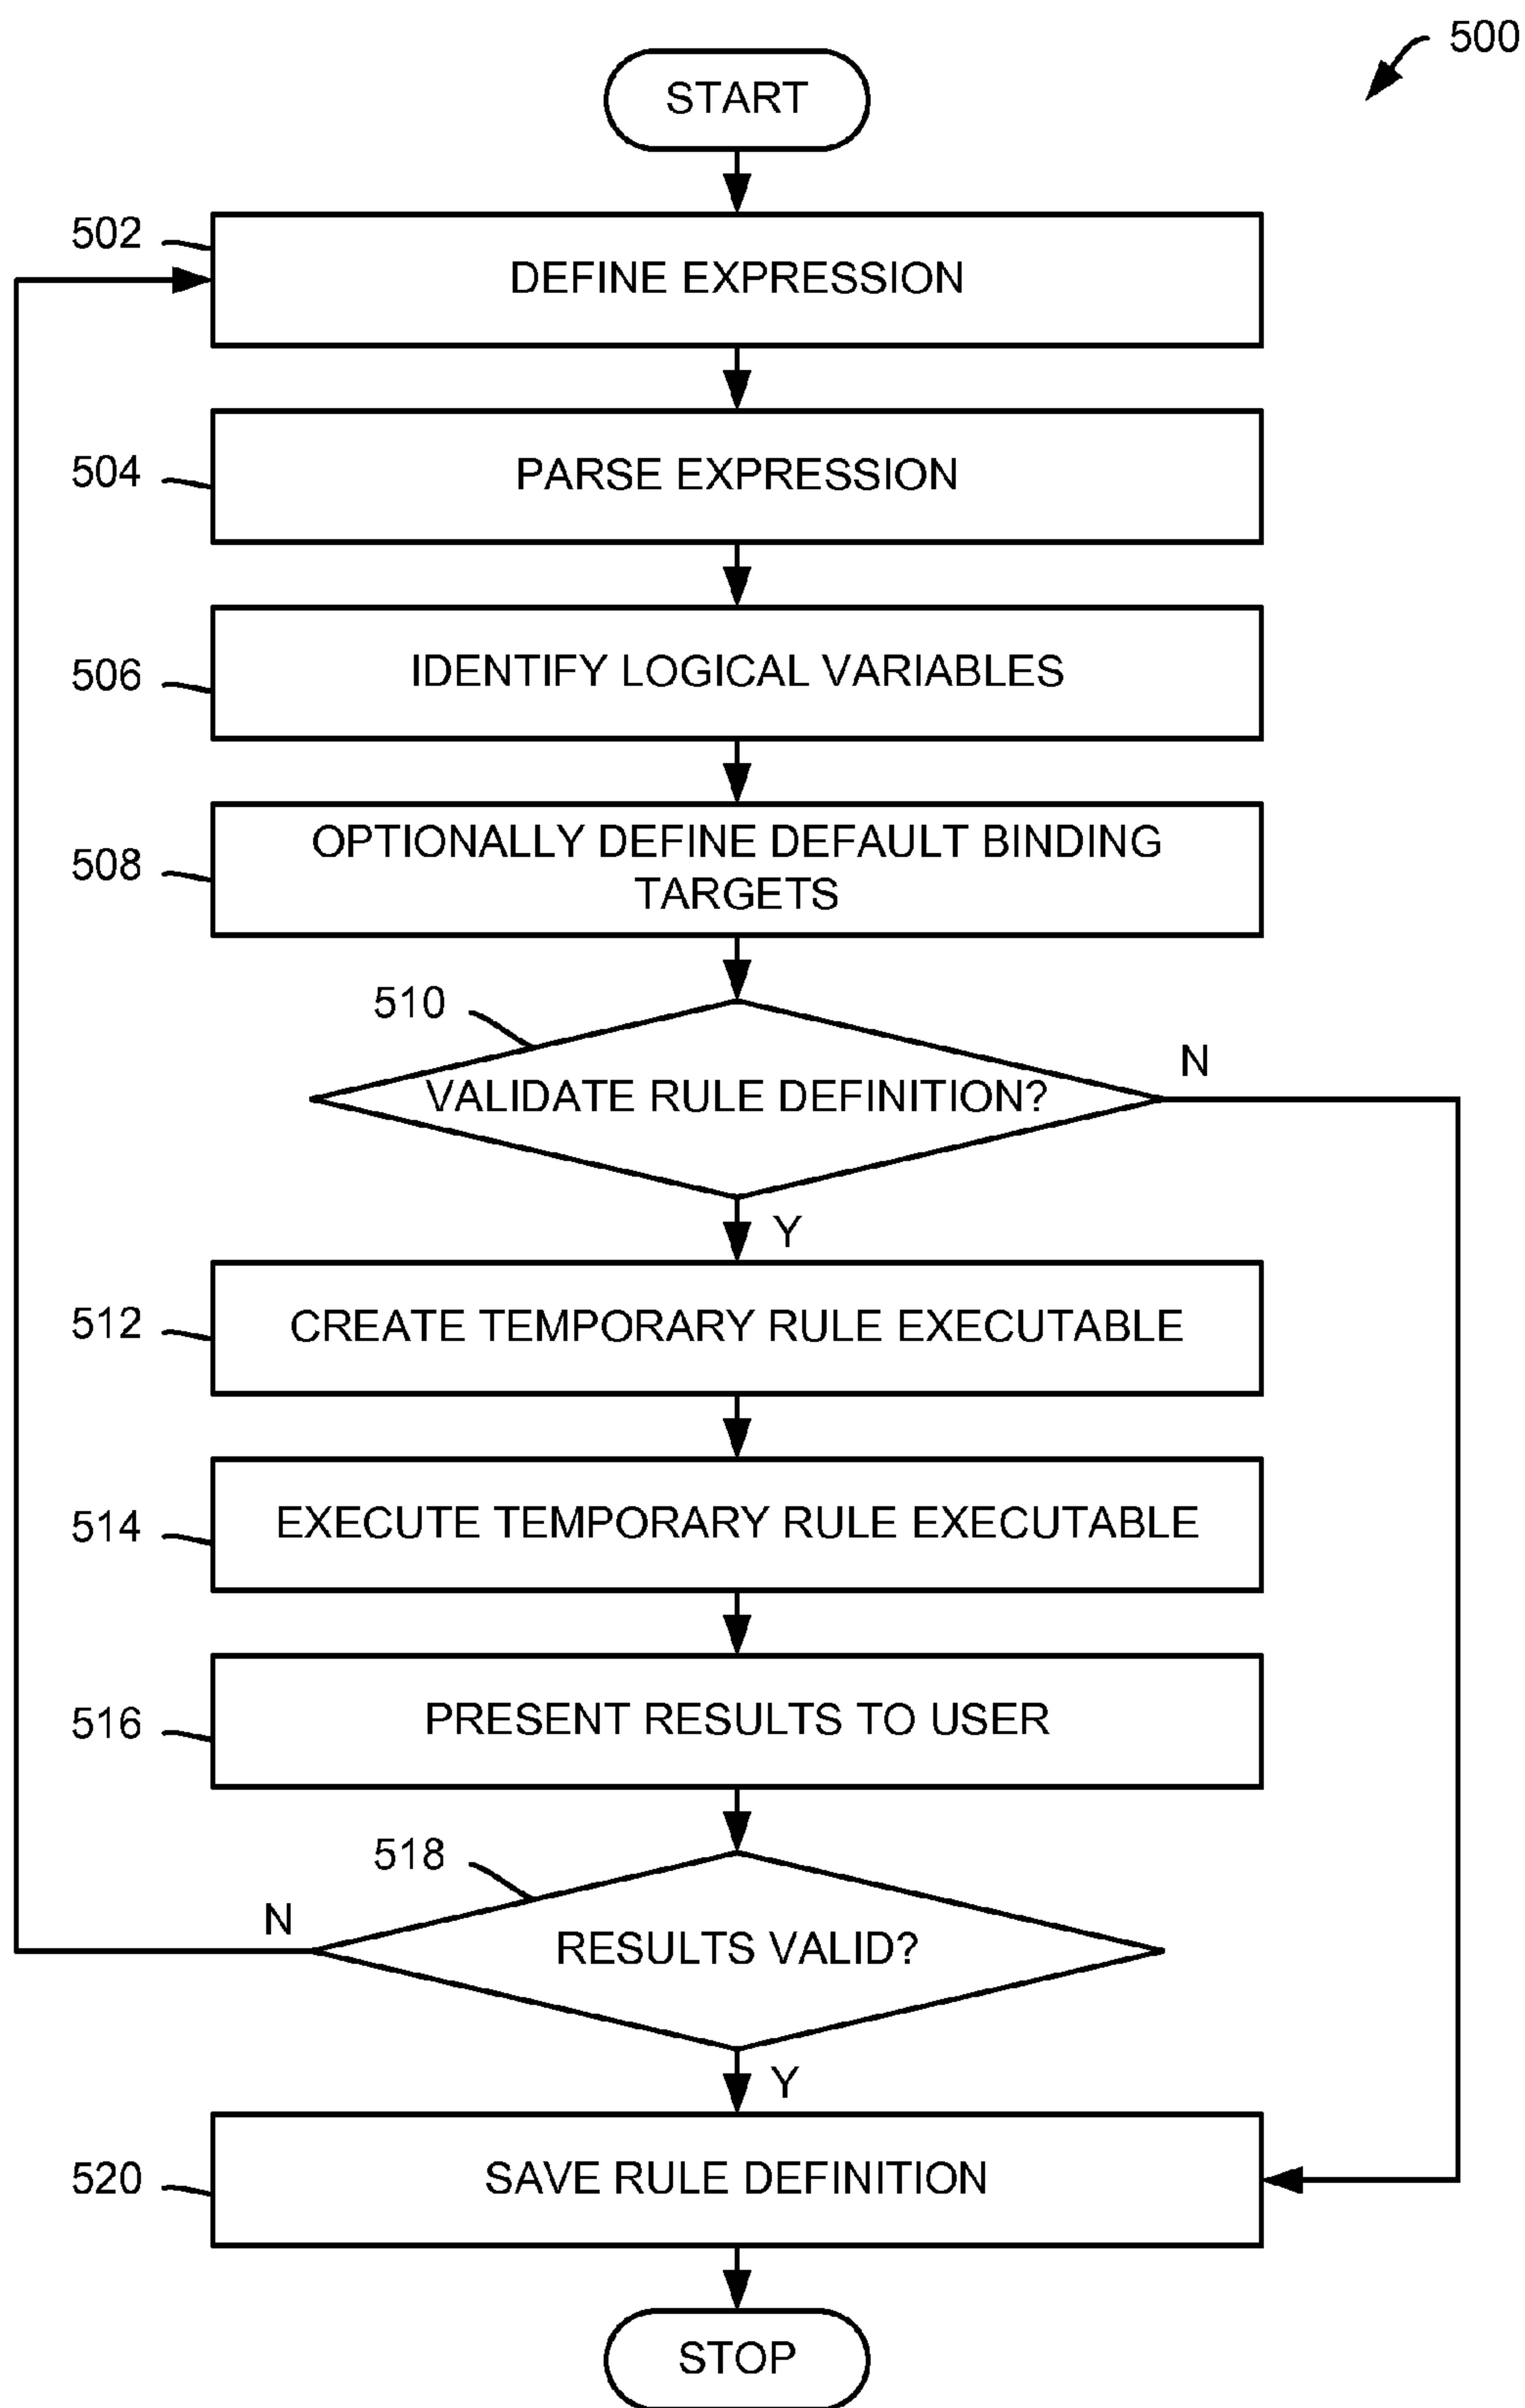 500
START
502
DEFINE EXPRESSION
504
PARSE EXPRESSION
506
IDENTIFY LOGICAL VARIABLES
508
OPTIONALLY DEFINE DEFAULT BINDING
TARGETS
510
VALIDATE RULE DEFINITION?
N
Y
512
CREATE TEMPORARY RULE EXECUTABLE
514
EXECUTE TEMPORARY RULE EXECUTABLE
516
PRESENT RESULTS TO USER
518
N
RESULTS VALID?
Y
520
SAVE RULE DEFINITION
STOP